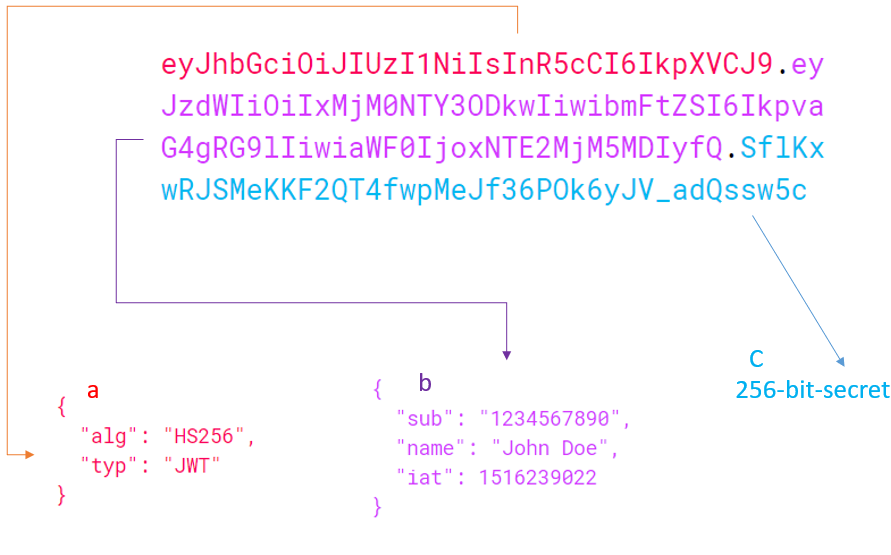 eyJhbGciOiJIUzI1NiIsInR5cCI6IkpXVCJ9.ey
JzdWIiOiIxMjM0NTY3ODkwIiwibmFtZSI6Ikpva
G4gRG9lIiwiaWF0IjoxNTE2MjM5MDIyfQ.SflKx
wRJSMeKKF2QT4fwpMeJf36POk6yJV_adQssw5c
a
{
"alg": "HS256",
"typ": "JWT"
}
b
{
"sub": "1234567890",
"name": "John Doe",
"iat": 1516239022
}
C
256-bit-secret